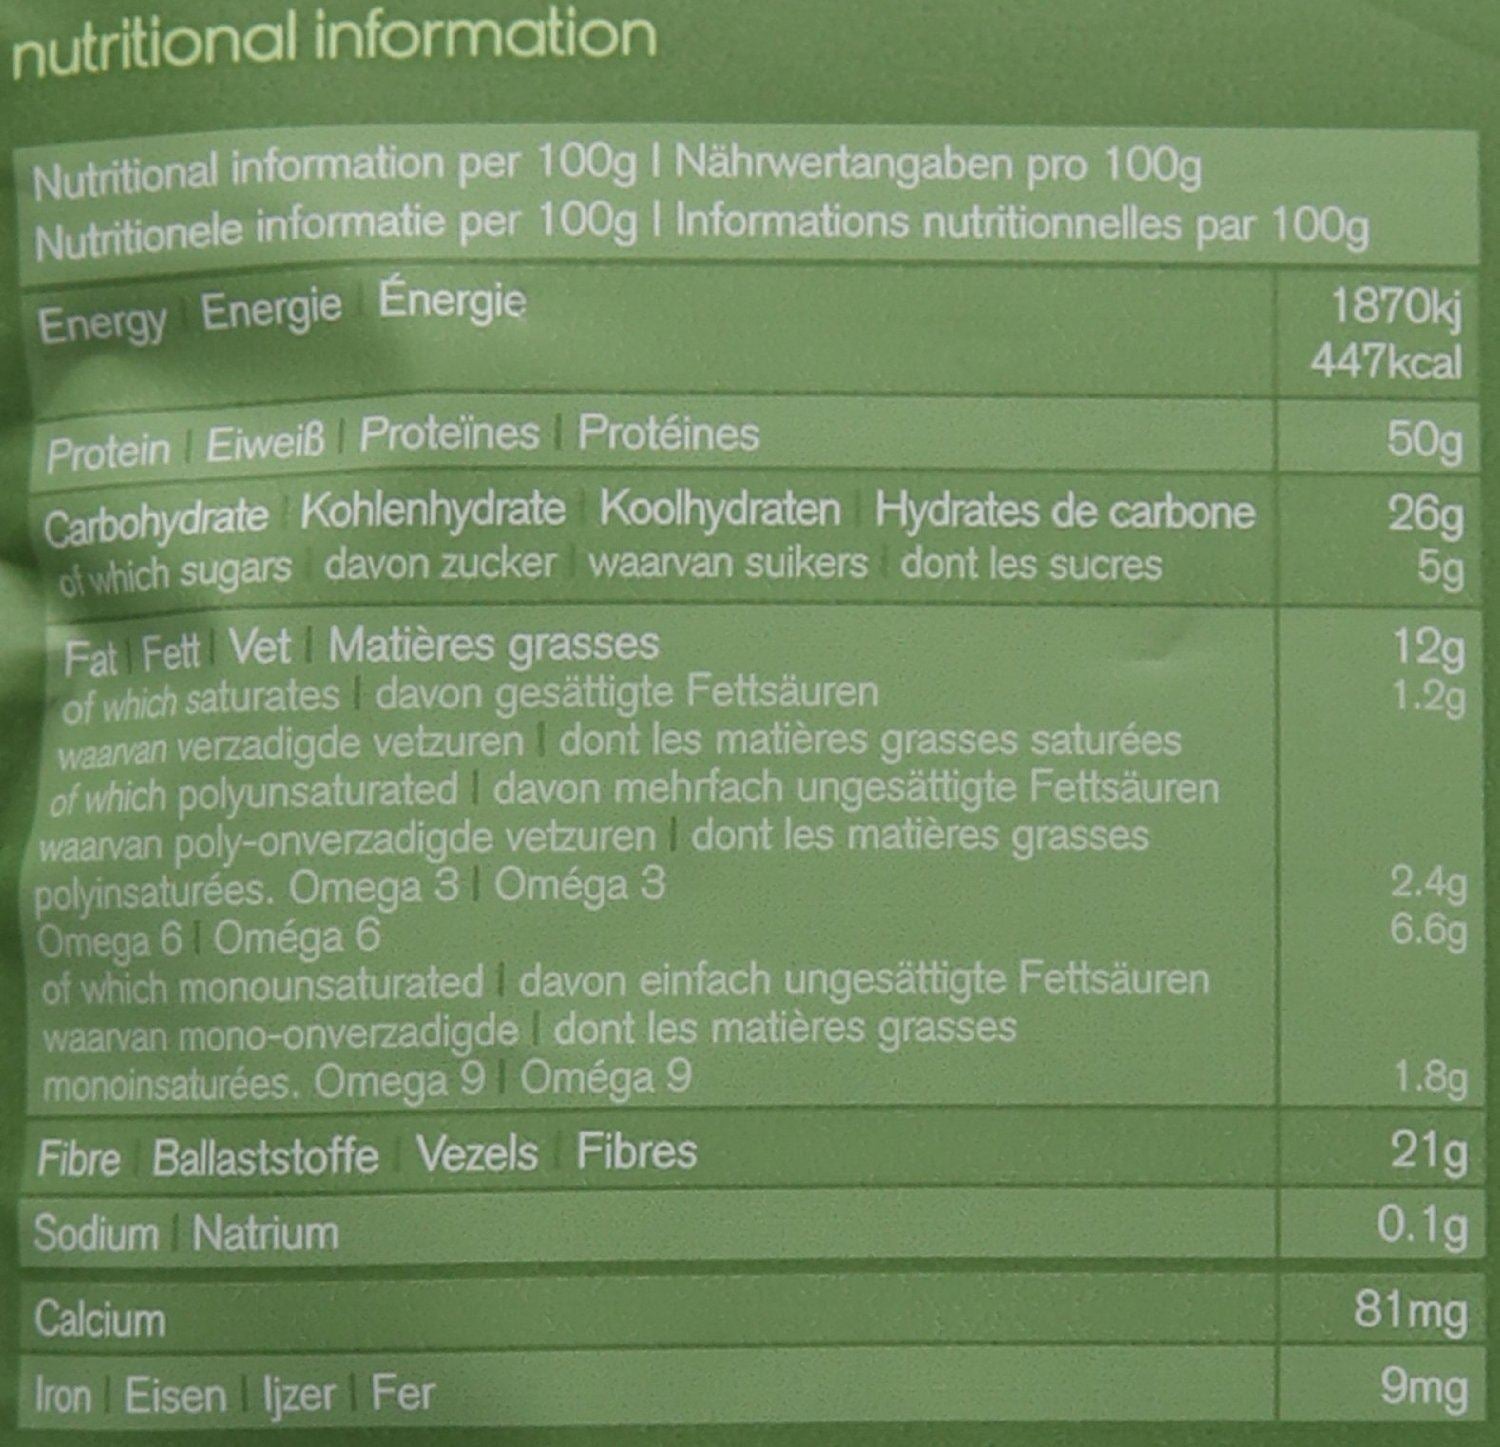 nutritional information
Nutritional information per 100g | Nährwertangaben pro 100g
Nutritionele informatie per 100g | Informations nutritionnelles par 100g
Energy | Energie | Énergie 1870kj
447kcal
Protein | Eiweiß | Proteïnes | Protéines 50g
Carbohydrate | Kohlenhydrate | Koolhydraten | Hydrates de carbone 26g
of which sugars | davon zucker | waarvan suikers | dont les sucres 5g
Fat | Fett | Vet | Matières grasses 12g
of which saturates | davon gesättigte Fettsäuren 1.2g
waarvan verzadigde vetzuren | dont les matières grasses saturées
of which polyunsaturated | davon mehrfach ungesättigte Fettsäuren
waarvan poly-onverzadigde vetzuren | dont les matières grasses
polyinsaturées. Omega 3 | Oméga 3 2.4g
Omega 6 | Oméga 6 6.6g
of which monounsaturated | davon einfach ungesättigte Fettsäuren
waarvan mono-onverzadigde | dont les matières grasses
monoinsaturées. Omega 9 | Oméga 9 1.8g
Fibre | Ballaststoffe | Vezels | Fibres 21g
Sodium | Natrium 0.1g
Calcium 81mg
Iron | Eisen | Ijzer | Fer 9mg